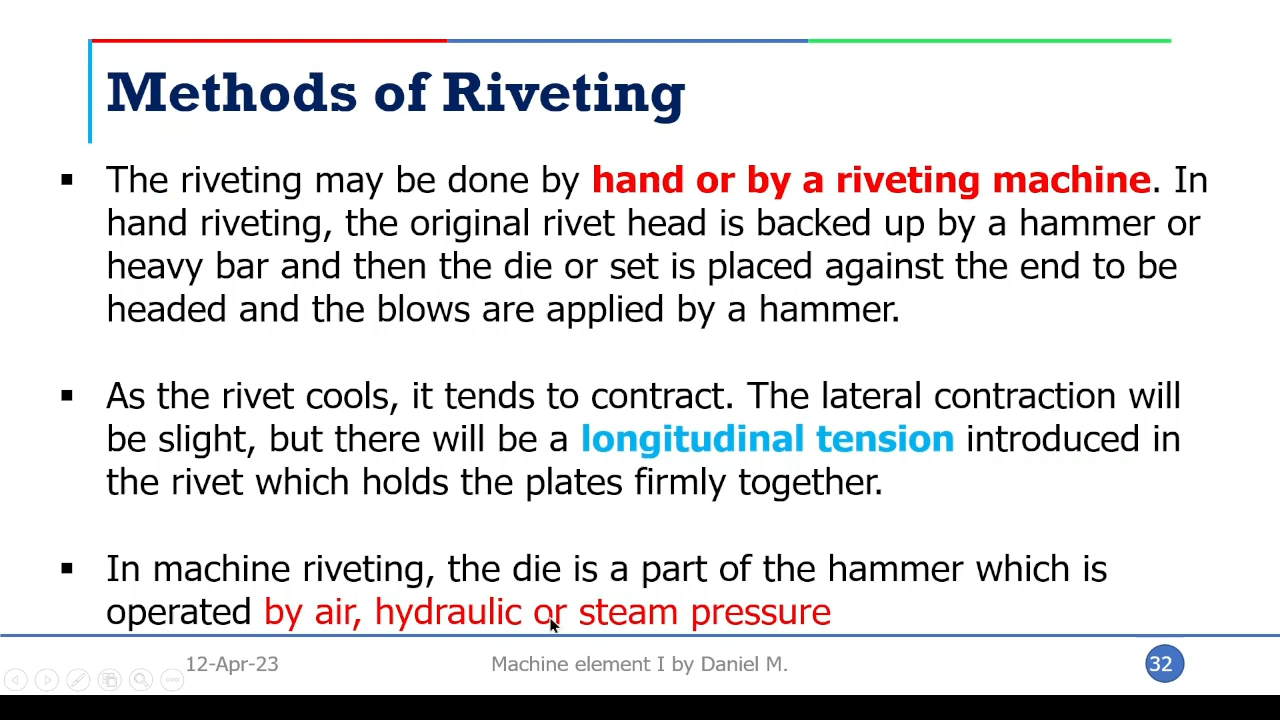 Methods of Riveting
▪ The riveting may be done by hand or by a riveting machine. In
hand riveting, the original rivet head is backed up by a hammer or
heavy bar and then the die or set is placed against the end to be
headed and the blows are applied by a hammer.
▪ As the rivet cools, it tends to contract. The lateral contraction will
be slight, but there will be a longitudinal tension introduced in
the rivet which holds the plates firmly together.
▪ In machine riveting, the die is a part of the hammer which is
operated by air, hydraulic or steam pressure
12-Apr-23
Machine element I by Daniel M.
32